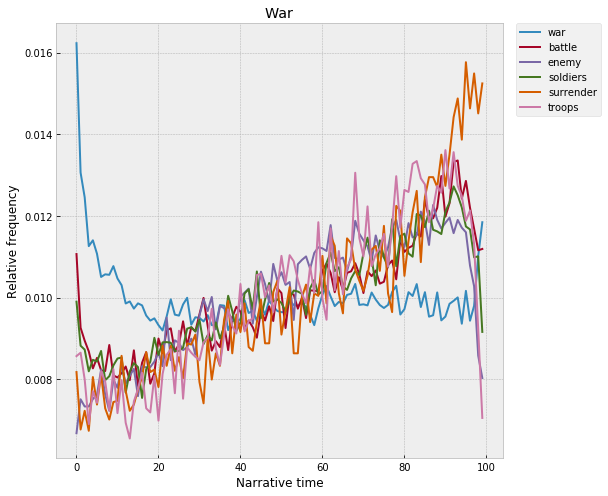 War
war
battle
enemy
soldiers
surrender
troops
0.016
0.014
0.012
0.010
0.008
Relative frequency
0
20
40
60
80
100
Narrative time